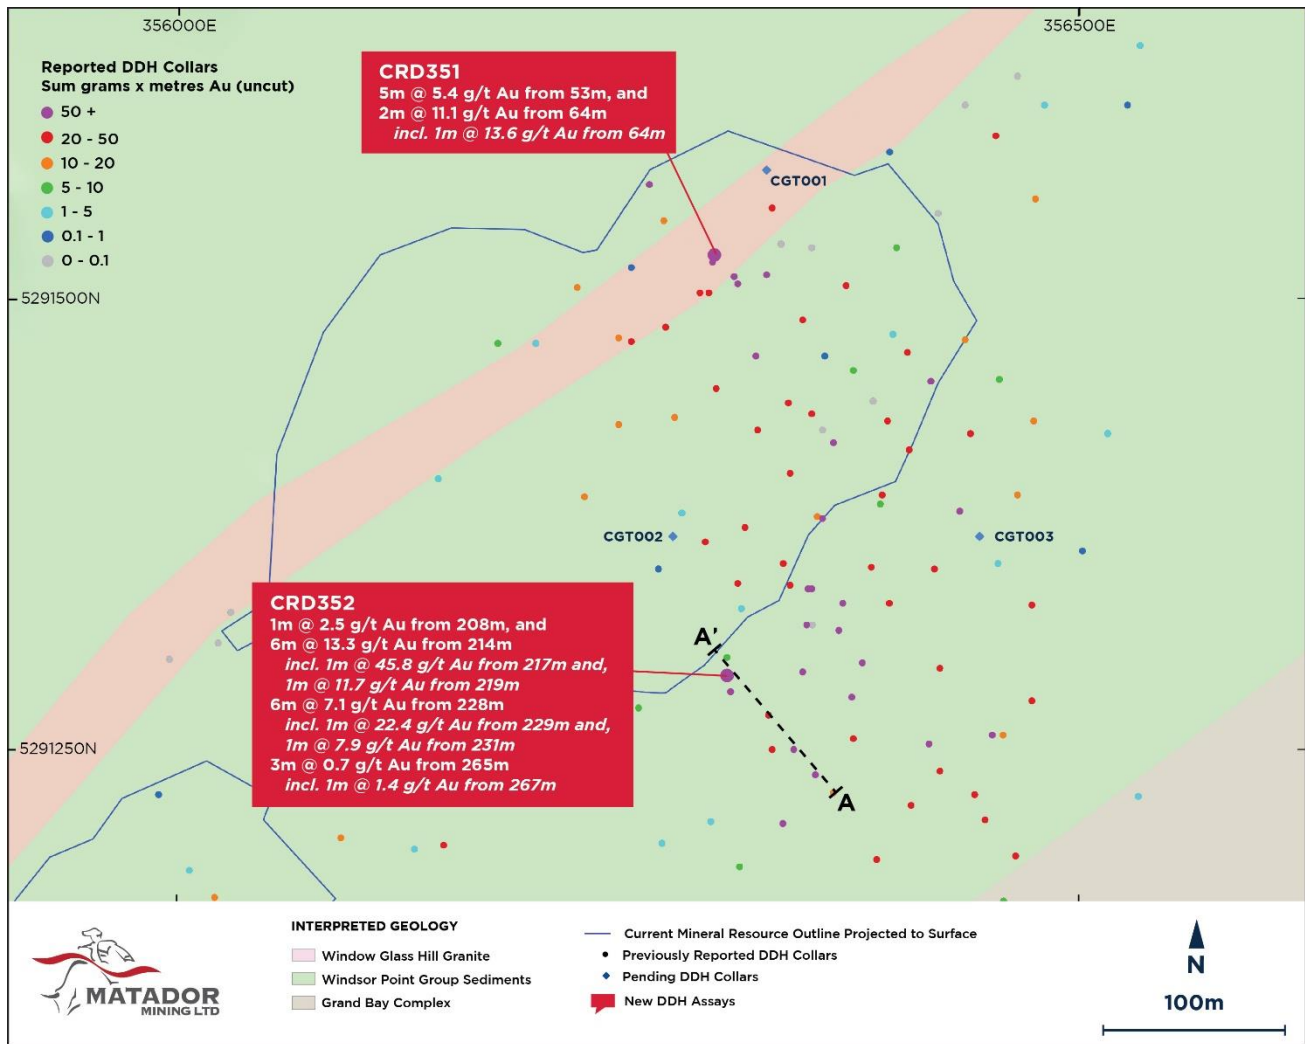 356000E
356500E
Reported DDH Collars
Sum grams x metres Au (uncut)
50 +
20 - 50
10 - 20
5 - 10
1 - 5
0.1 - 1
0 - 0.1
CRD351
5m @ 5.4 g/t Au from 53m, and
2m @ 11.1 g/t Au from 64m
incl. 1m @ 13.6 g/t Au from 64m
CGT001
5291500N
CGT002
CGT003
CRD352
1m @ 2.5 g/t Au from 208m, and
6m @ 13.3 g/t Au from 214m
incl. 1m @ 45.8 g/t Au from 217m and,
1m @ 11.7 g/t Au from 219m
6m @ 7.1 g/t Au from 228m
incl. 1m @ 22.4 g/t Au from 229m and,
1m @ 7.9 g/t Au from 231m
3m @ 0.7 g/t Au from 265m
incl. 1m @ 1.4 g/t Au from 267m
A'
A
5291250N
MATADOR
MINING LTD
INTERPRETED GEOLOGY
Window Glass Hill Granite
Windsor Point Group Sediments
Grand Bay Complex
Current Mineral Resource Outline Projected to Surface
Previously Reported DDH Collars
Pending DDH Collars
New DDH Assays
N
100m